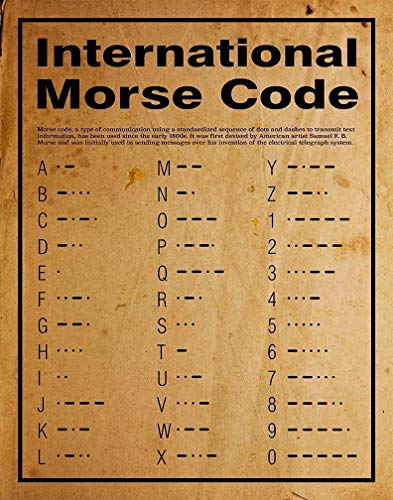 International
Morse Code
Morse code, a type of communication using a standardized sequence of dots and dashes to transmit text
information, has been used since the early 1800s. It was first devised by American artist Samuel F. B.
Morse and was initially used in sending messages over his invention of the electrical telegraph system.
A ·–
B –···
C –·–·
D –··
E ·
F ··–·
G ––·
H ····
I ··
J ·–––
K –·–
L ·–··
M ––
N –·
O –––
P ·––·
Q ––·–
R ·–·
S ···
T –
U ··–
V ···–
W ·––
X –··–
Y –·––
Z ––··
1 ·––––
2 ··–––
3 ···––
4 ····–
5 ·····
6 –····
7 ––···
8 –––··
9 ––––·
0 –––––